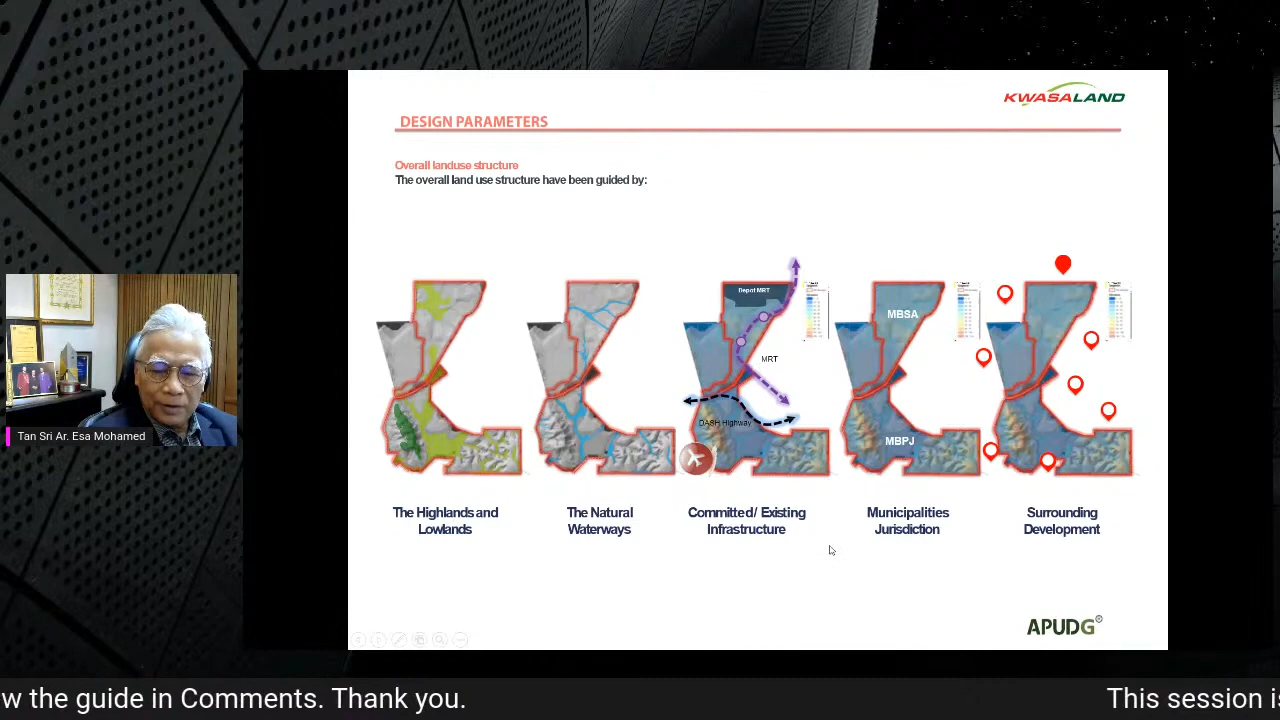 KWASALAND
DESIGN PARAMETERS
Overall landuse structure
The overall land use structure have been guided by:
Depot MRT
MRT
DASH Highway
MBSA
MBPJ
The Highlands and
Lowlands
The Natural
Waterways
Committed/ Existing
Infrastructure
Municipalities
Jurisdiction
Surrounding
Development
APUDG®
Tan Sri Ar. Esa Mohamed
w the guide in Comments. Thank you.
This session is